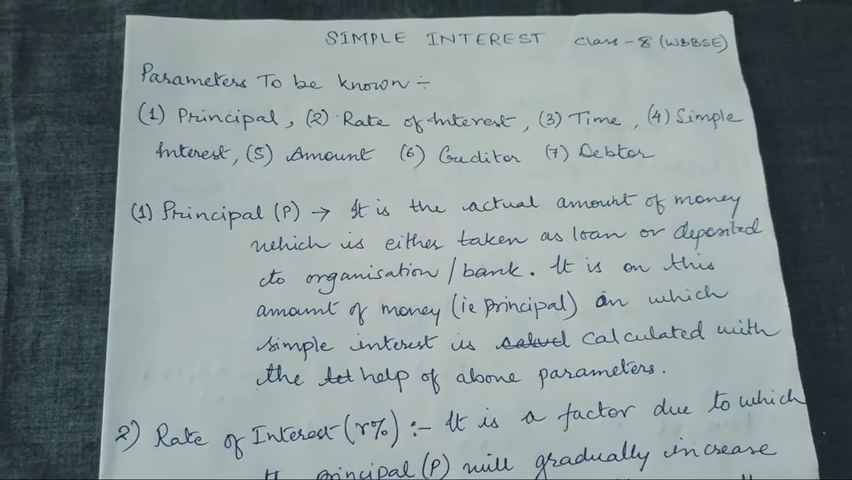 SIMPLE INTEREST Class - 8 (WBBSE)
Parameters To be known ÷
(1) Principal, (2) Rate of Interest, (3) Time, (4) Simple
Interest, (5) Amount (6) Creditor (7) Debtor
(1) Principal (P) → It is the actual amount of money
which is either taken as loan or deposited
to organisation / bank. It is on this
amount of money (ie principal) on which
simple interest is calculated with
the help of above parameters.
2) Rate of Interest (r%) :- It is a factor due to which
principal (P) will gradually increase